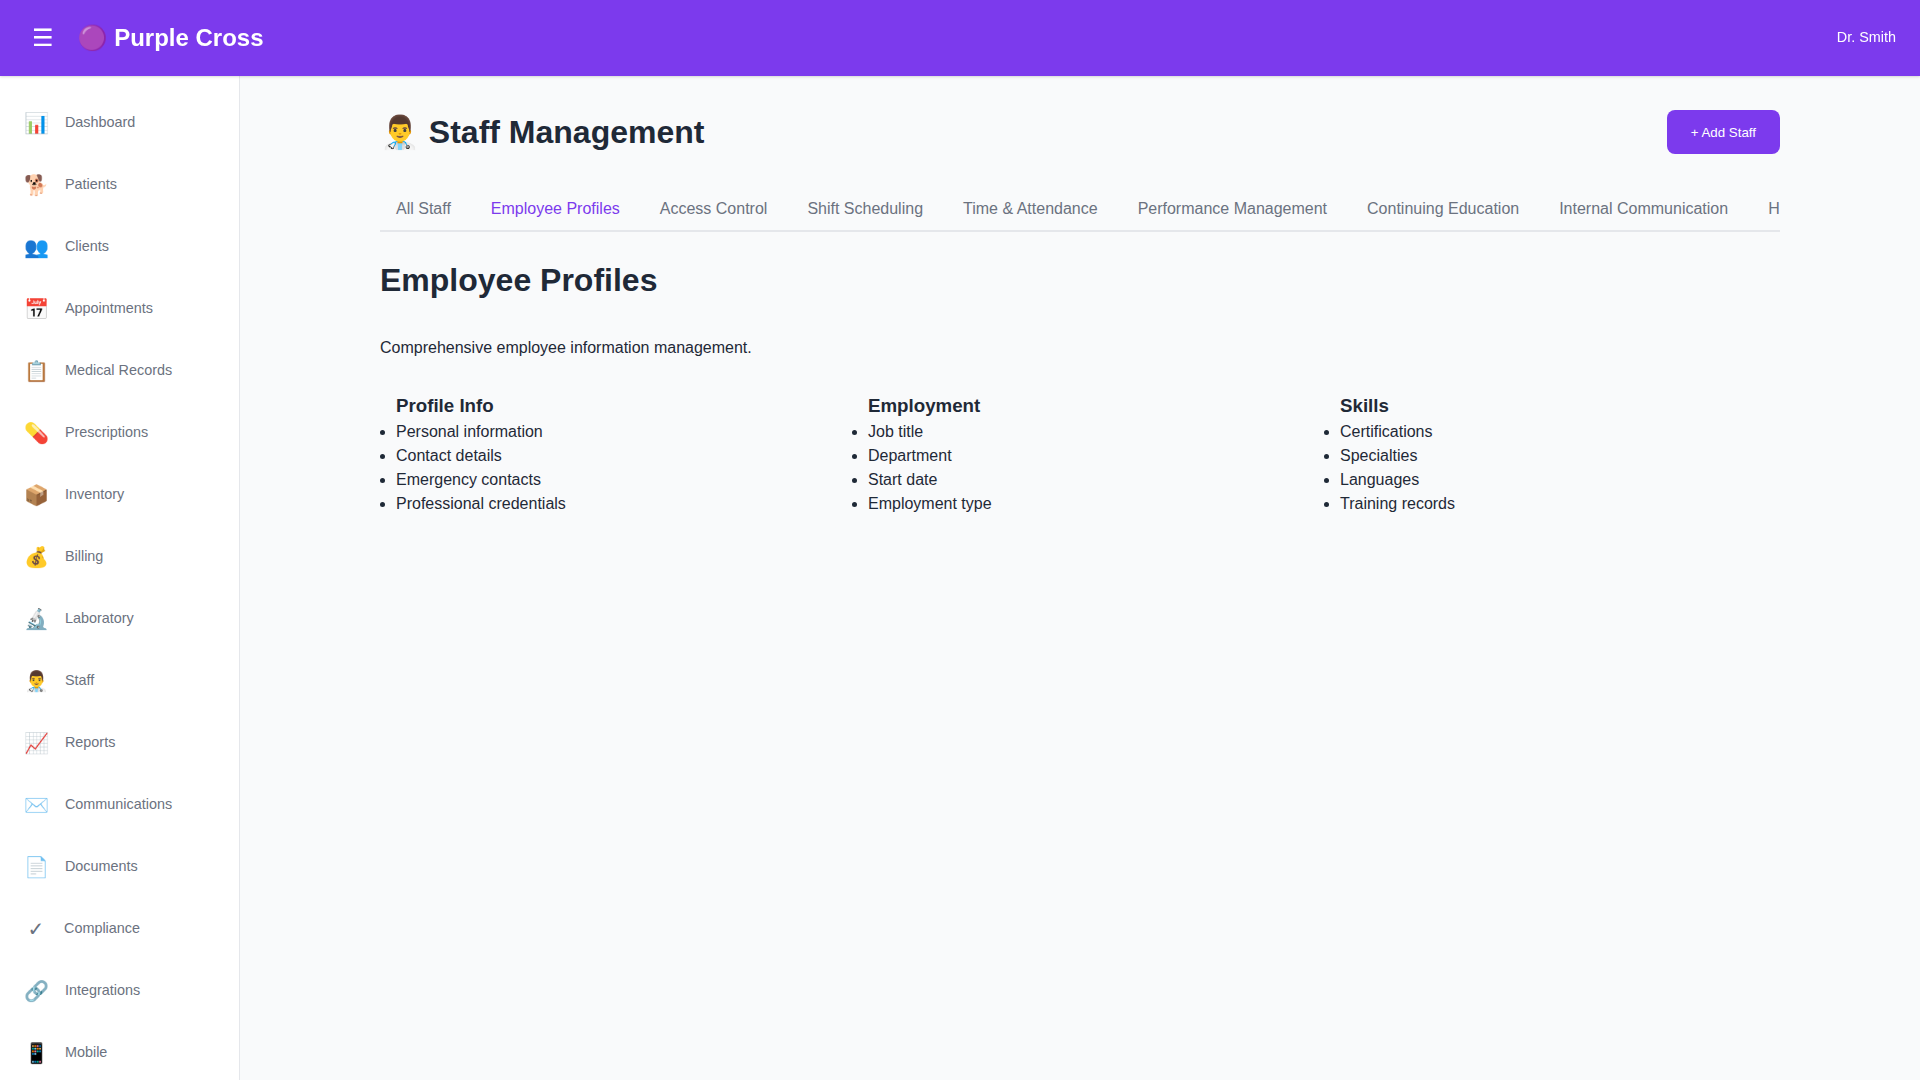 ☰ 🟣 Purple Cross
Dr. Smith
📊 Dashboard
🐕 Patients
👥 Clients
📅 Appointments
📋 Medical Records
💊 Prescriptions
📦 Inventory
💰 Billing
🔬 Laboratory
👨‍⚕️ Staff
📈 Reports
✉️ Communications
📄 Documents
✓ Compliance
🔗 Integrations
📱 Mobile
👨‍⚕️ Staff Management
+ Add Staff
All Staff Employee Profiles Access Control Shift Scheduling Time & Attendance Performance Management Continuing Education Internal Communication H
Employee Profiles
Comprehensive employee information management.
Profile Info
• Personal information
• Contact details
• Emergency contacts
• Professional credentials
Employment
• Job title
• Department
• Start date
• Employment type
Skills
• Certifications
• Specialties
• Languages
• Training records